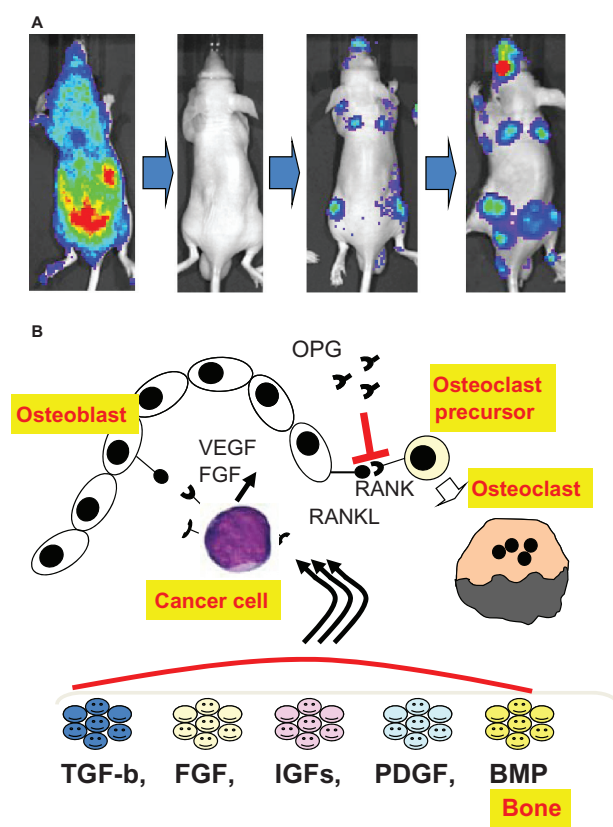 A
B
OPG
Osteoclast
precursor
Osteoblast
VEGF
FGF
RANK
Osteoclast
RANKL
Cancer cell
TGF-b, FGF, IGFs, PDGF, BMP
Bone